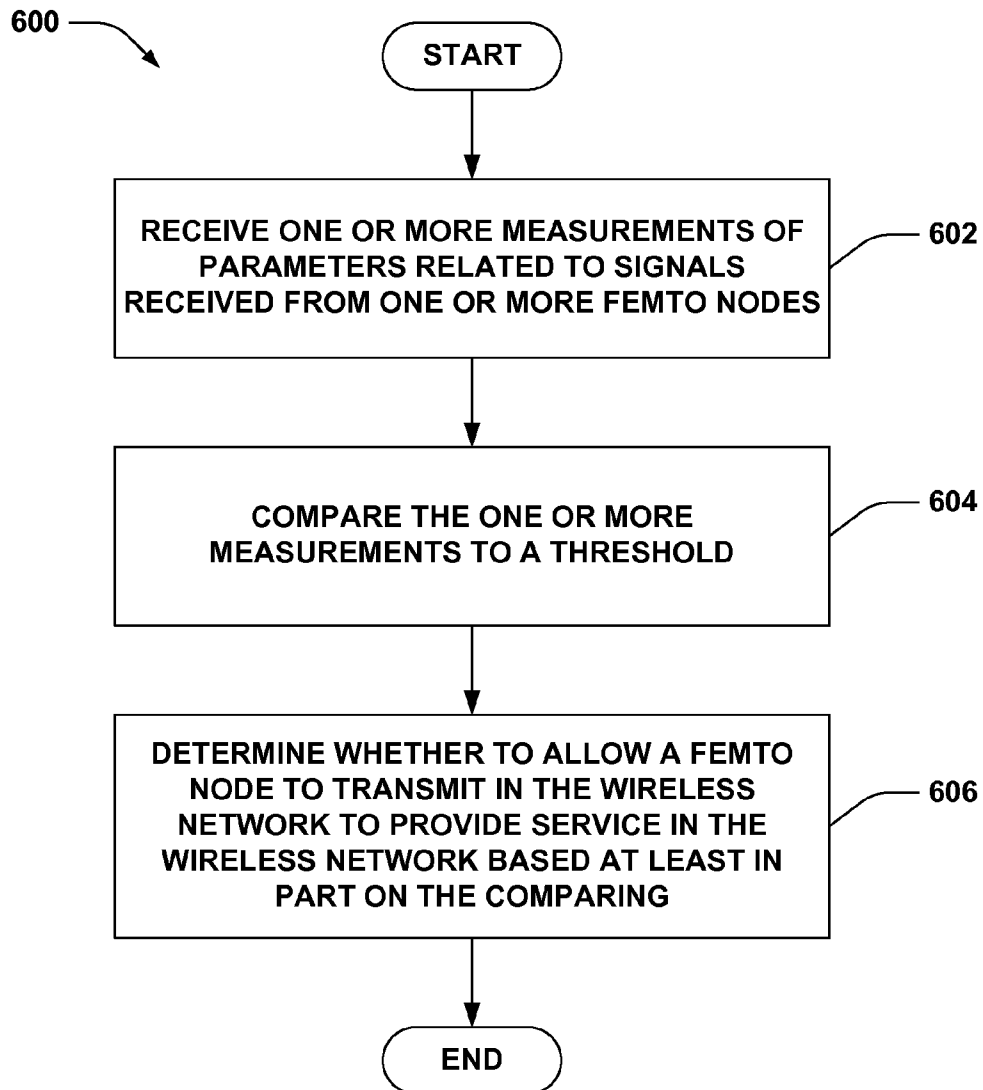 600
START
RECEIVE ONE OR MORE MEASUREMENTS OF
PARAMETERS RELATED TO SIGNALS
RECEIVED FROM ONE OR MORE FEMTO NODES
602
COMPARE THE ONE OR MORE
MEASUREMENTS TO A THRESHOLD
604
DETERMINE WHETHER TO ALLOW A FEMTO
NODE TO TRANSMIT IN THE WIRELESS
NETWORK TO PROVIDE SERVICE IN THE
WIRELESS NETWORK BASED AT LEAST IN
PART ON THE COMPARING
606
END